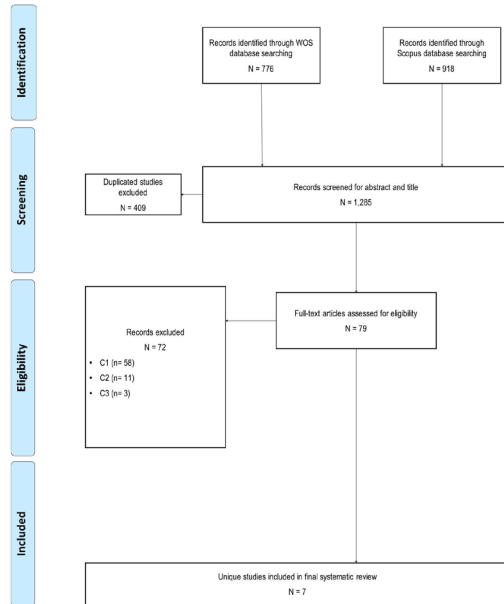 Identification
Records identified through WOS
database searching
N = 776
Records identified through
Scopus database searching
N = 918
Screening
Duplicated studies
excluded
N = 409
Records screened for abstract and title
N = 1,285
Eligibility
Full-text articles assessed for eligibility
N = 79
Records excluded
N = 72
• C1 (n= 58)
• C2 (n= 11)
• C3 (n= 3)
Included
Unique studies included in final systematic review
N = 7